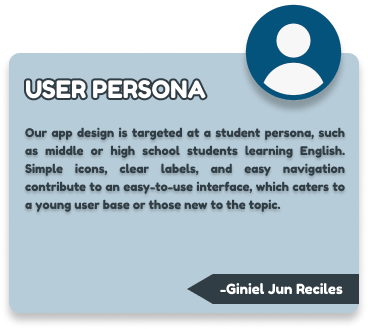 USER PERSONA
Our app design is targeted at a student persona, such
as middle or high school students learning English.
Simple icons, clear labels, and easy navigation
contribute to an easy-to-use interface, which caters to
a young user base or those new to the topic.
-Giniel Jun Reciles